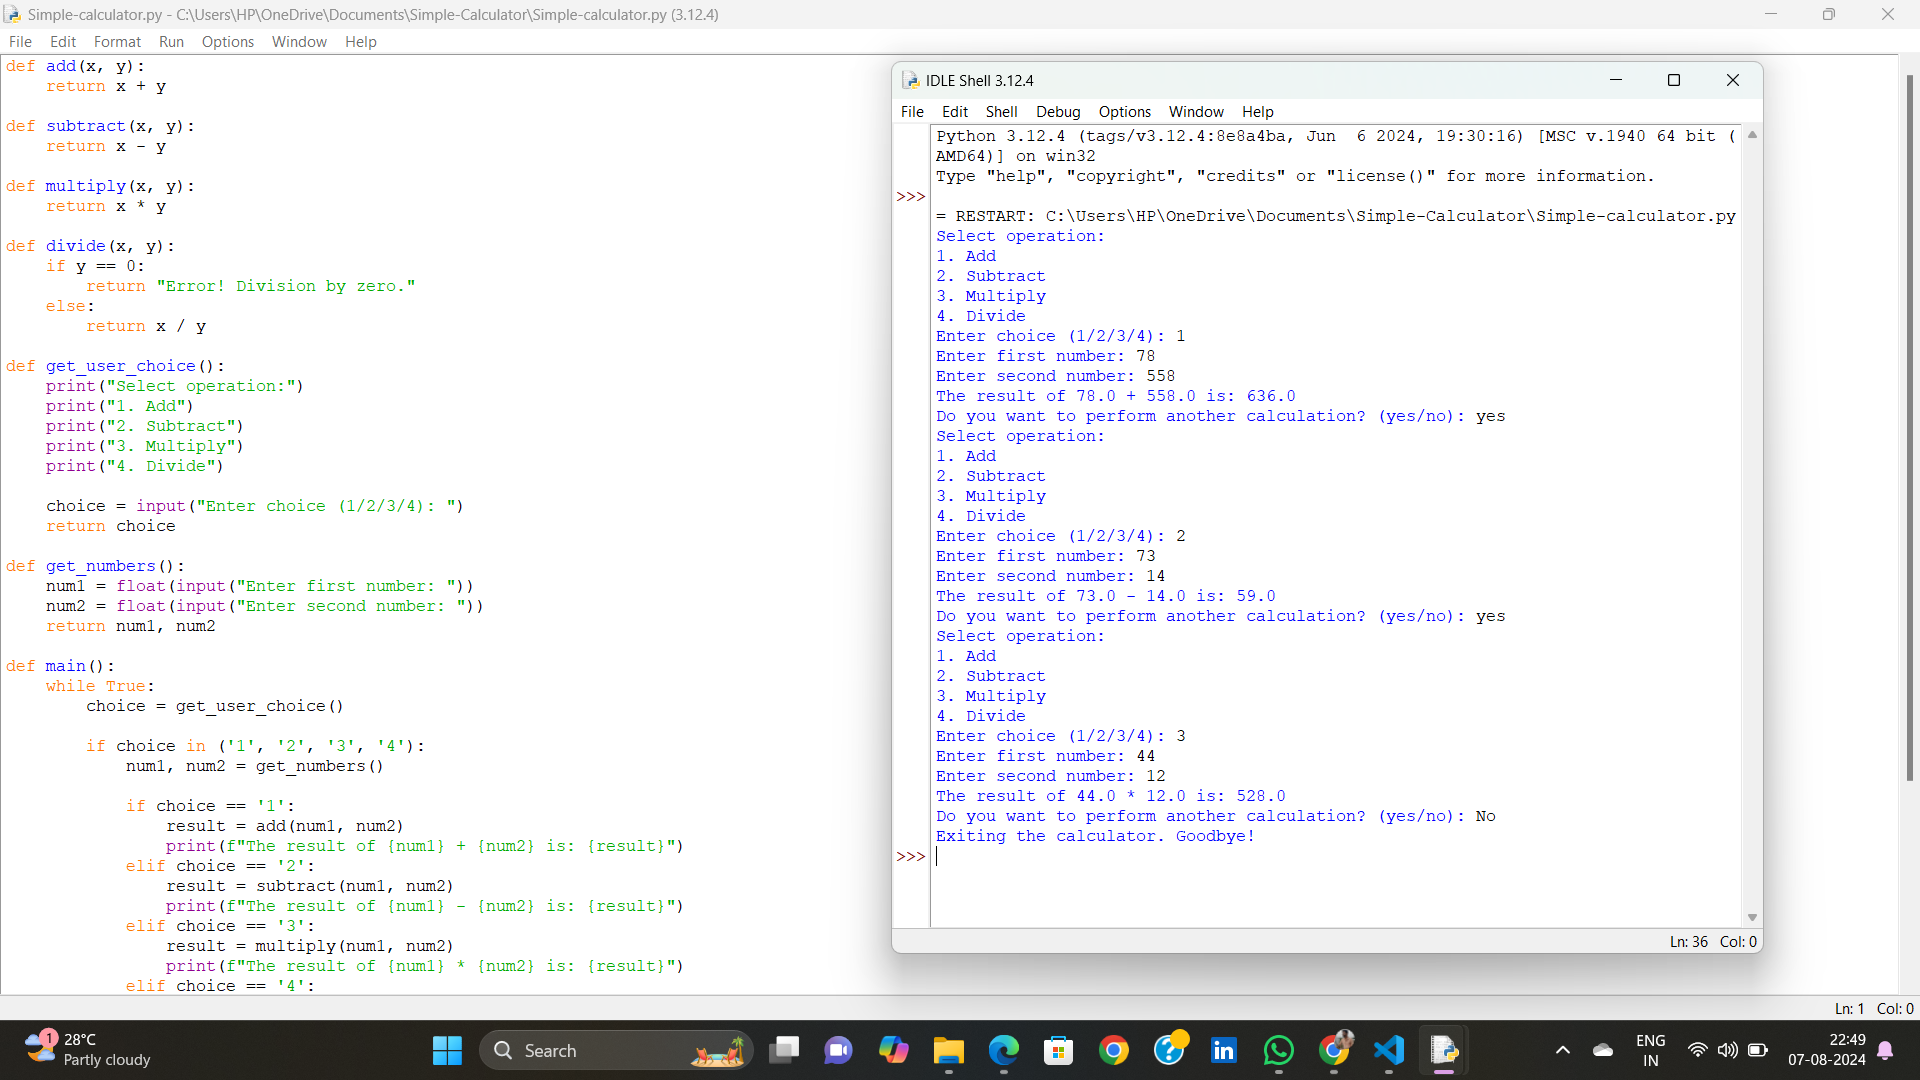 Simple-calculator.py - C:\Users\HP\OneDrive\Documents\Simple-Calculator\Simple-calculator.py (3.12.4)
File Edit Format Run Options Window Help
def add(x, y):
    return x + y

def subtract(x, y):
    return x - y

def multiply(x, y):
    return x * y

def divide(x, y):
    if y == 0:
        return "Error! Division by zero."
    else:
        return x / y

def get_user_choice():
    print("Select operation:")
    print("1. Add")
    print("2. Subtract")
    print("3. Multiply")
    print("4. Divide")

    choice = input("Enter choice (1/2/3/4): ")
    return choice

def get_numbers():
    num1 = float(input("Enter first number: "))
    num2 = float(input("Enter second number: "))
    return num1, num2

def main():
    while True:
        choice = get_user_choice()

        if choice in ('1', '2', '3', '4'):
            num1, num2 = get_numbers()

            if choice == '1':
                result = add(num1, num2)
                print(f"The result of {num1} + {num2} is: {result}")
            elif choice == '2':
                result = subtract(num1, num2)
                print(f"The result of {num1} - {num2} is: {result}")
            elif choice == '3':
                result = multiply(num1, num2)
                print(f"The result of {num1} * {num2} is: {result}")
            elif choice == '4':
Ln: 1 Col: 0
IDLE Shell 3.12.4
File Edit Shell Debug Options Window Help
Python 3.12.4 (tags/v3.12.4:8e8a4ba, Jun  6 2024, 19:30:16) [MSC v.1940 64 bit (
AMD64)] on win32
Type "help", "copyright", "credits" or "license()" for more information.
>>>
= RESTART: C:\Users\HP\OneDrive\Documents\Simple-Calculator\Simple-calculator.py
Select operation:
1. Add
2. Subtract
3. Multiply
4. Divide
Enter choice (1/2/3/4): 1
Enter first number: 78
Enter second number: 558
The result of 78.0 + 558.0 is: 636.0
Do you want to perform another calculation? (yes/no): yes
Select operation:
1. Add
2. Subtract
3. Multiply
4. Divide
Enter choice (1/2/3/4): 2
Enter first number: 73
Enter second number: 14
The result of 73.0 - 14.0 is: 59.0
Do you want to perform another calculation? (yes/no): yes
Select operation:
1. Add
2. Subtract
3. Multiply
4. Divide
Enter choice (1/2/3/4): 3
Enter first number: 44
Enter second number: 12
The result of 44.0 * 12.0 is: 528.0
Do you want to perform another calculation? (yes/no): No
Exiting the calculator. Goodbye!
>>>
Ln: 36 Col: 0
1
28°C
Partly cloudy
Search
ENG
IN
22:49
07-08-2024